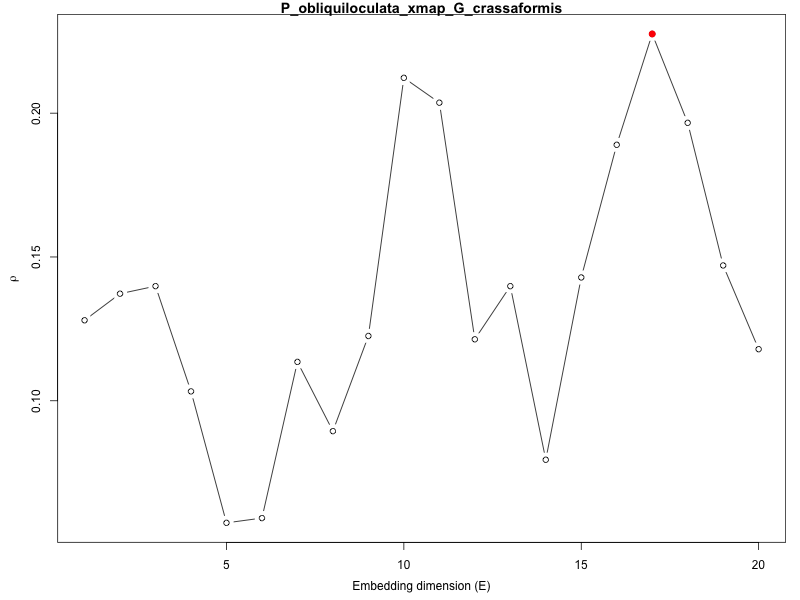 P_obliquiloculata_xmap_G_crassaformis
0.20
0.15
0.10
ρ
5 10 15 20
Embedding dimension (E)